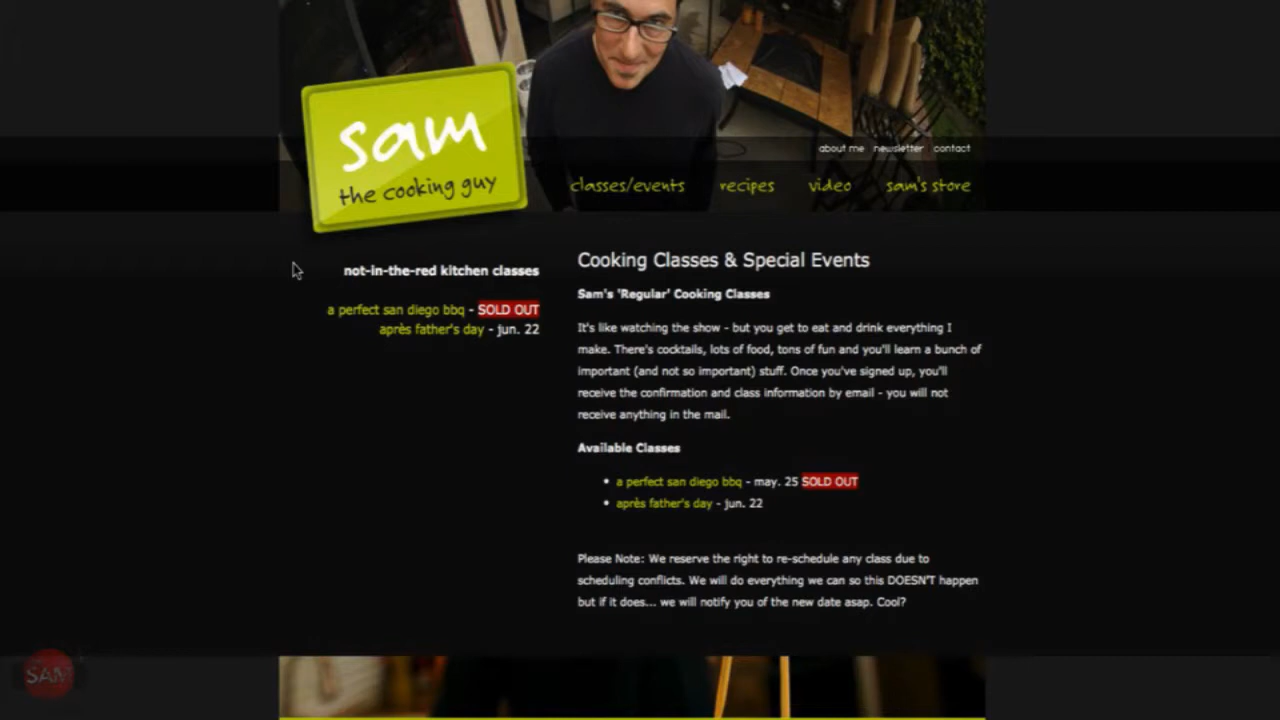 sam
the cooking guy
about me newsletter contact
classes/events recipes video sam's store
not-in-the-red kitchen classes
a perfect san diego bbq - SOLD OUT
après father's day - jun. 22
Cooking Classes & Special Events
Sam's 'Regular' Cooking Classes
It's like watching the show - but you get to eat and drink everything I
make. There's cocktails, lots of food, tons of fun and you'll learn a bunch of
important (and not so important) stuff. Once you've signed up, you'll
receive the confirmation and class information by email - you will not
receive anything in the mail.
Available Classes
• a perfect san diego bbq - may. 25 SOLD OUT
• après father's day - jun. 22
Please Note: We reserve the right to re-schedule any class due to
scheduling conflicts. We will do everything we can so this DOESN'T happen
but if it does... we will notify you of the new date asap. Cool?
SAM